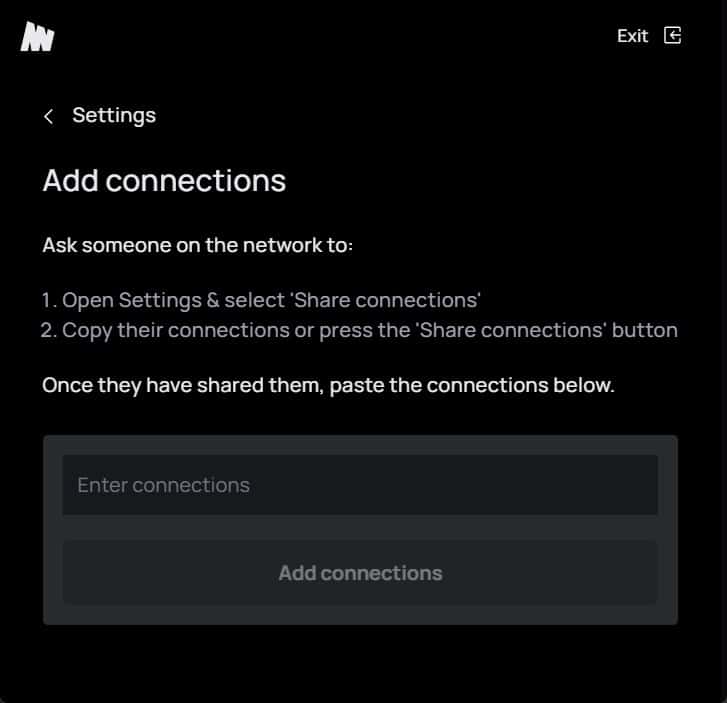 Exit
Settings
Add connections
Ask someone on the network to:
1. Open Settings & select 'Share connections'
2. Copy their connections or press the 'Share connections' button
Once they have shared them, paste the connections below.
Enter connections
Add connections